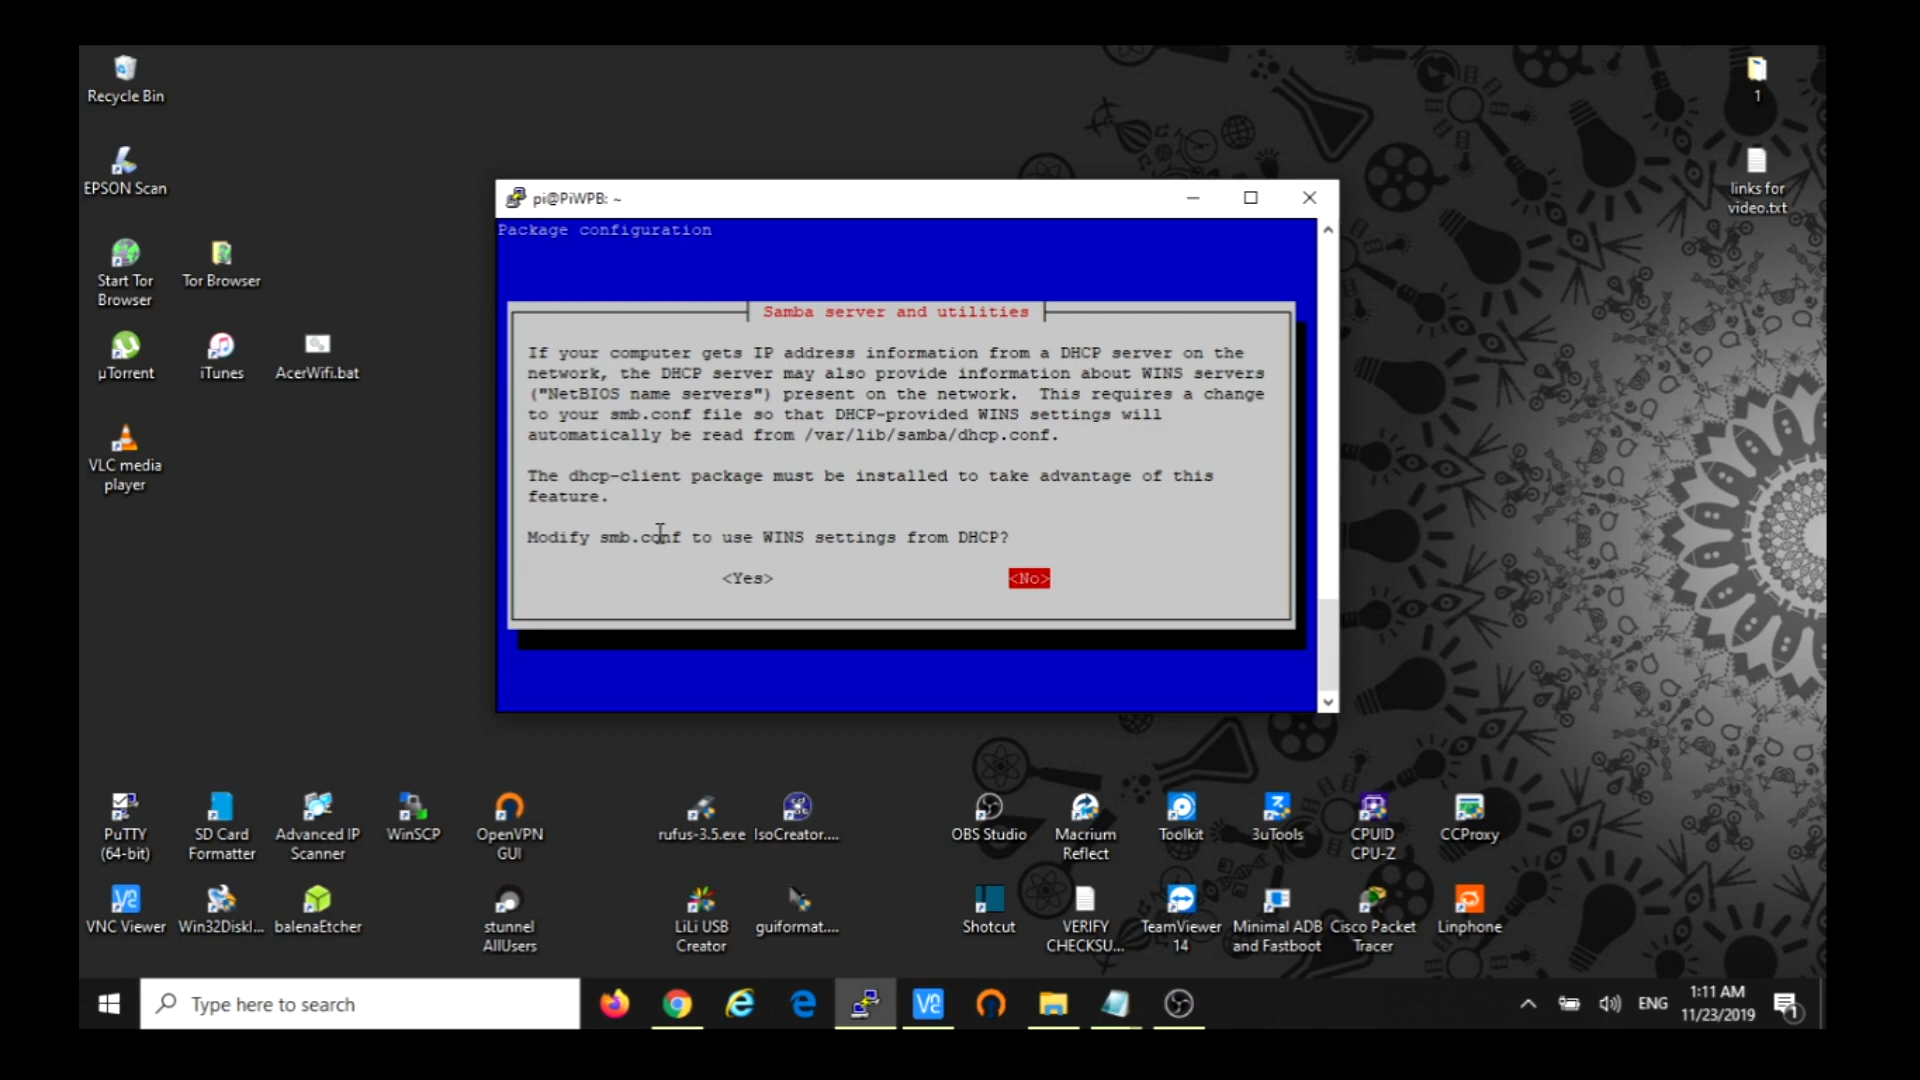 Recycle Bin
EPSON Scan
Start Tor
Browser
Tor Browser
µTorrent
iTunes
AcerWifi.bat
VLC media
player
1
links for
video.txt
pi@PiWPB: ~
Package configuration
Samba server and utilities
If your computer gets IP address information from a DHCP server on the
network, the DHCP server may also provide information about WINS servers
("NetBIOS name servers") present on the network.  This requires a change
to your smb.conf file so that DHCP-provided WINS settings will
automatically be read from /var/lib/samba/dhcp.conf.
The dhcp-client package must be installed to take advantage of this
feature.
Modify smb.conf to use WINS settings from DHCP?
<Yes>
<No>
PuTTY
(64-bit)
SD Card
Formatter
Advanced IP
Scanner
WinSCP
OpenVPN
GUI
rufus-3.5.exe
IsoCreator....
OBS Studio
Macrium
Reflect
Toolkit
3uTools
CPUID
CPU-Z
CCProxy
VNC Viewer
Win32DiskI...
balenaEtcher
stunnel
AllUsers
LiLi USB
Creator
guiformat....
Shotcut
VERIFY
CHECKSU...
TeamViewer
14
Minimal ADB
and Fastboot
Cisco Packet
Tracer
Linphone
Type here to search
ENG
1:11 AM
11/23/2019
1